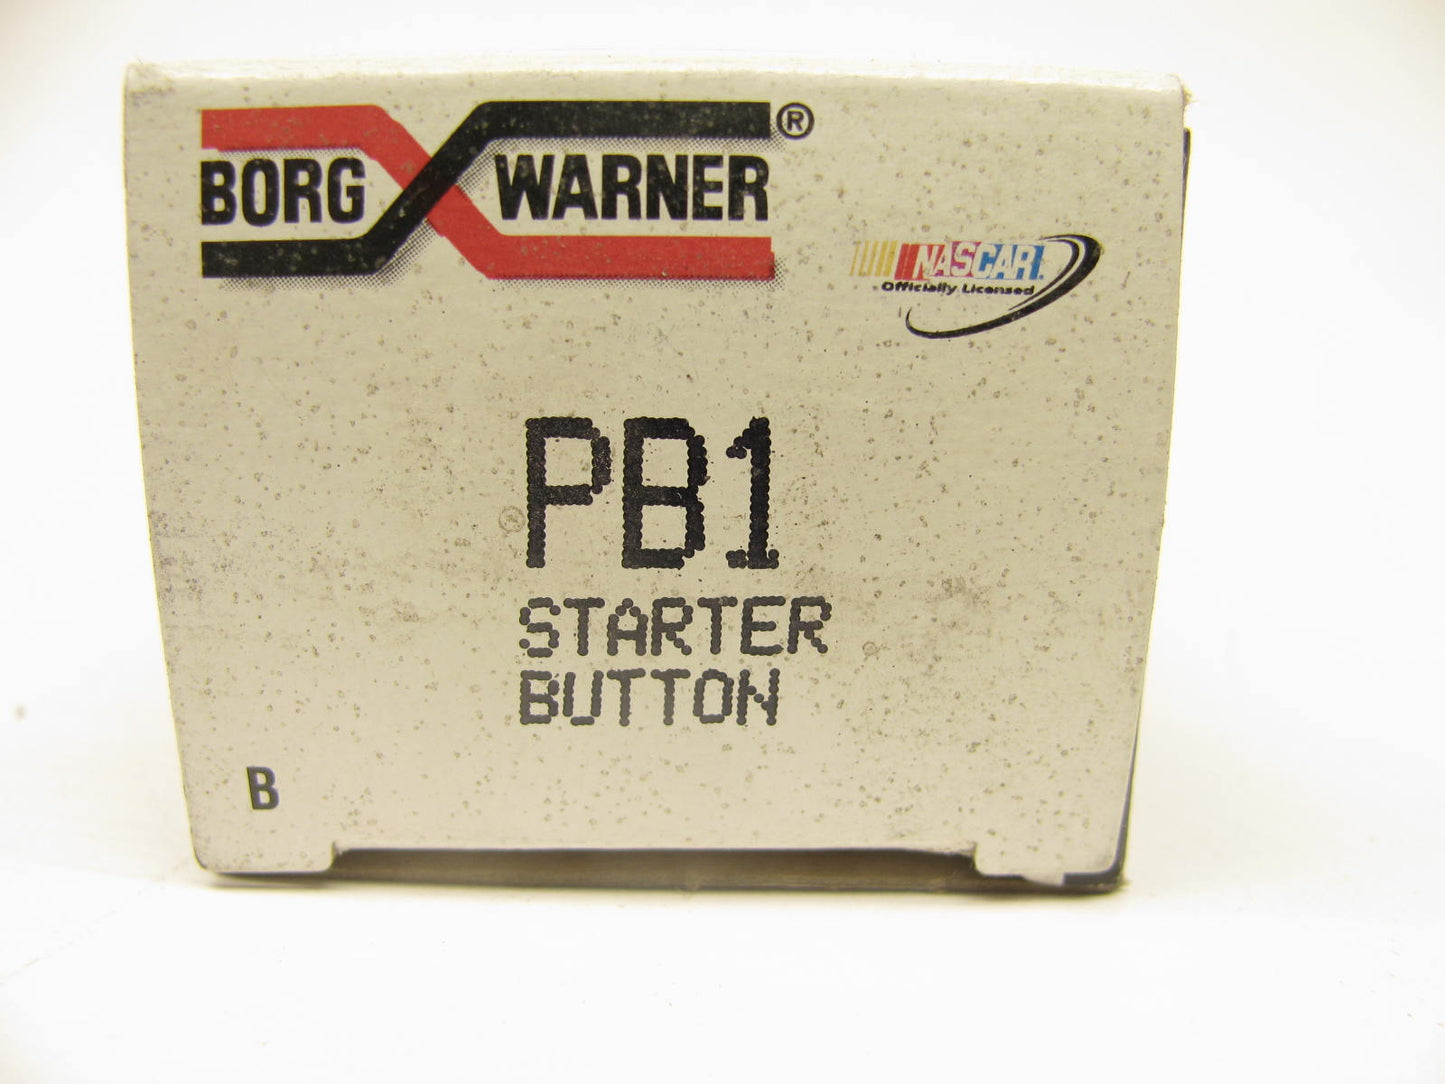 BORG WARNER®
NASCAR
Officially Licensed
PB1
STARTER
BUTTON
B